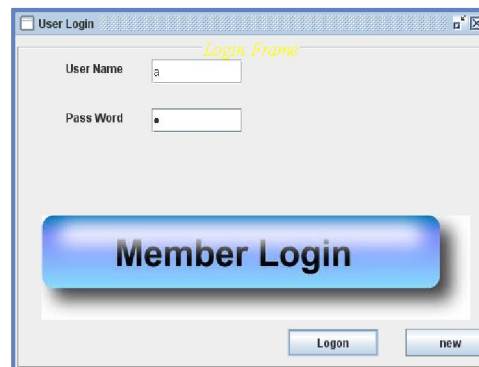 User Login
Login Frame
User Name a
Pass Word •
Member Login
Logon new